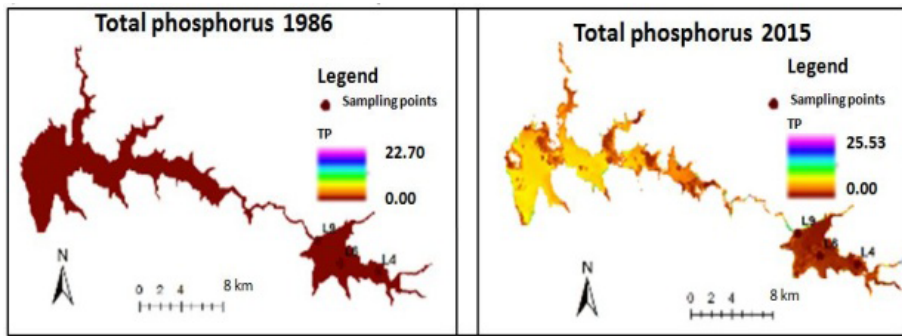 Total phosphorus 1986
Legend
Sampling points
TP
22.70
0.00
L9
L4
N
0 2 4 8 km
Total phosphorus 2015
Legend
Sampling points
TP
25.53
0.00
L9
L6
L4
N
0 2 4 8 km